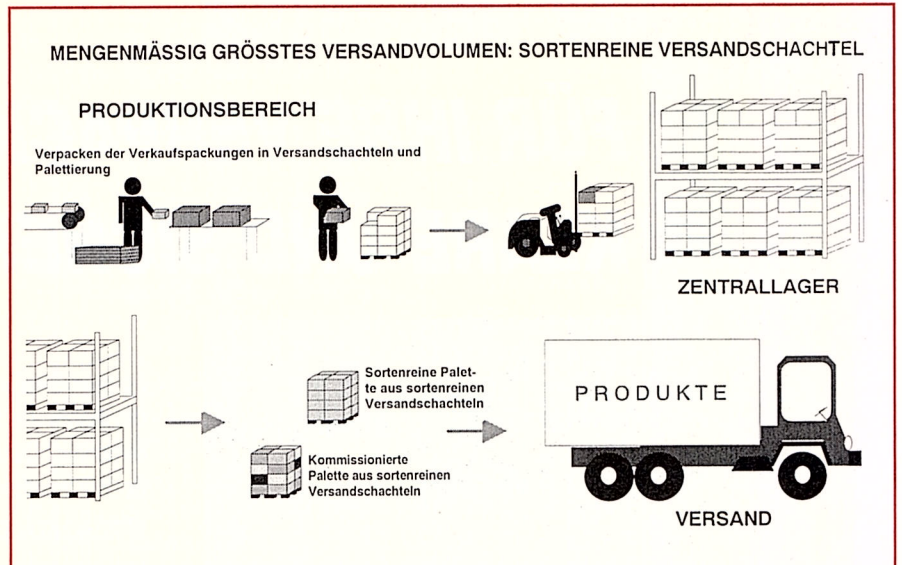 MENGENMÄSSIG GRÖSSTES VERSANDVOLUMEN: SORTENREINE VERSANDSCHACHTEL
PRODUKTIONSBEREICH
Verpacken der Verkaufspackungen in Versandschachteln und
Palettierung
ZENTRALLAGER
Sortenreine Palet-
te aus sortenreinen
Versandschachteln
Kommissionierte
Palette aus sortenreinen
Versandschachteln
PRODUKTE
VERSAND